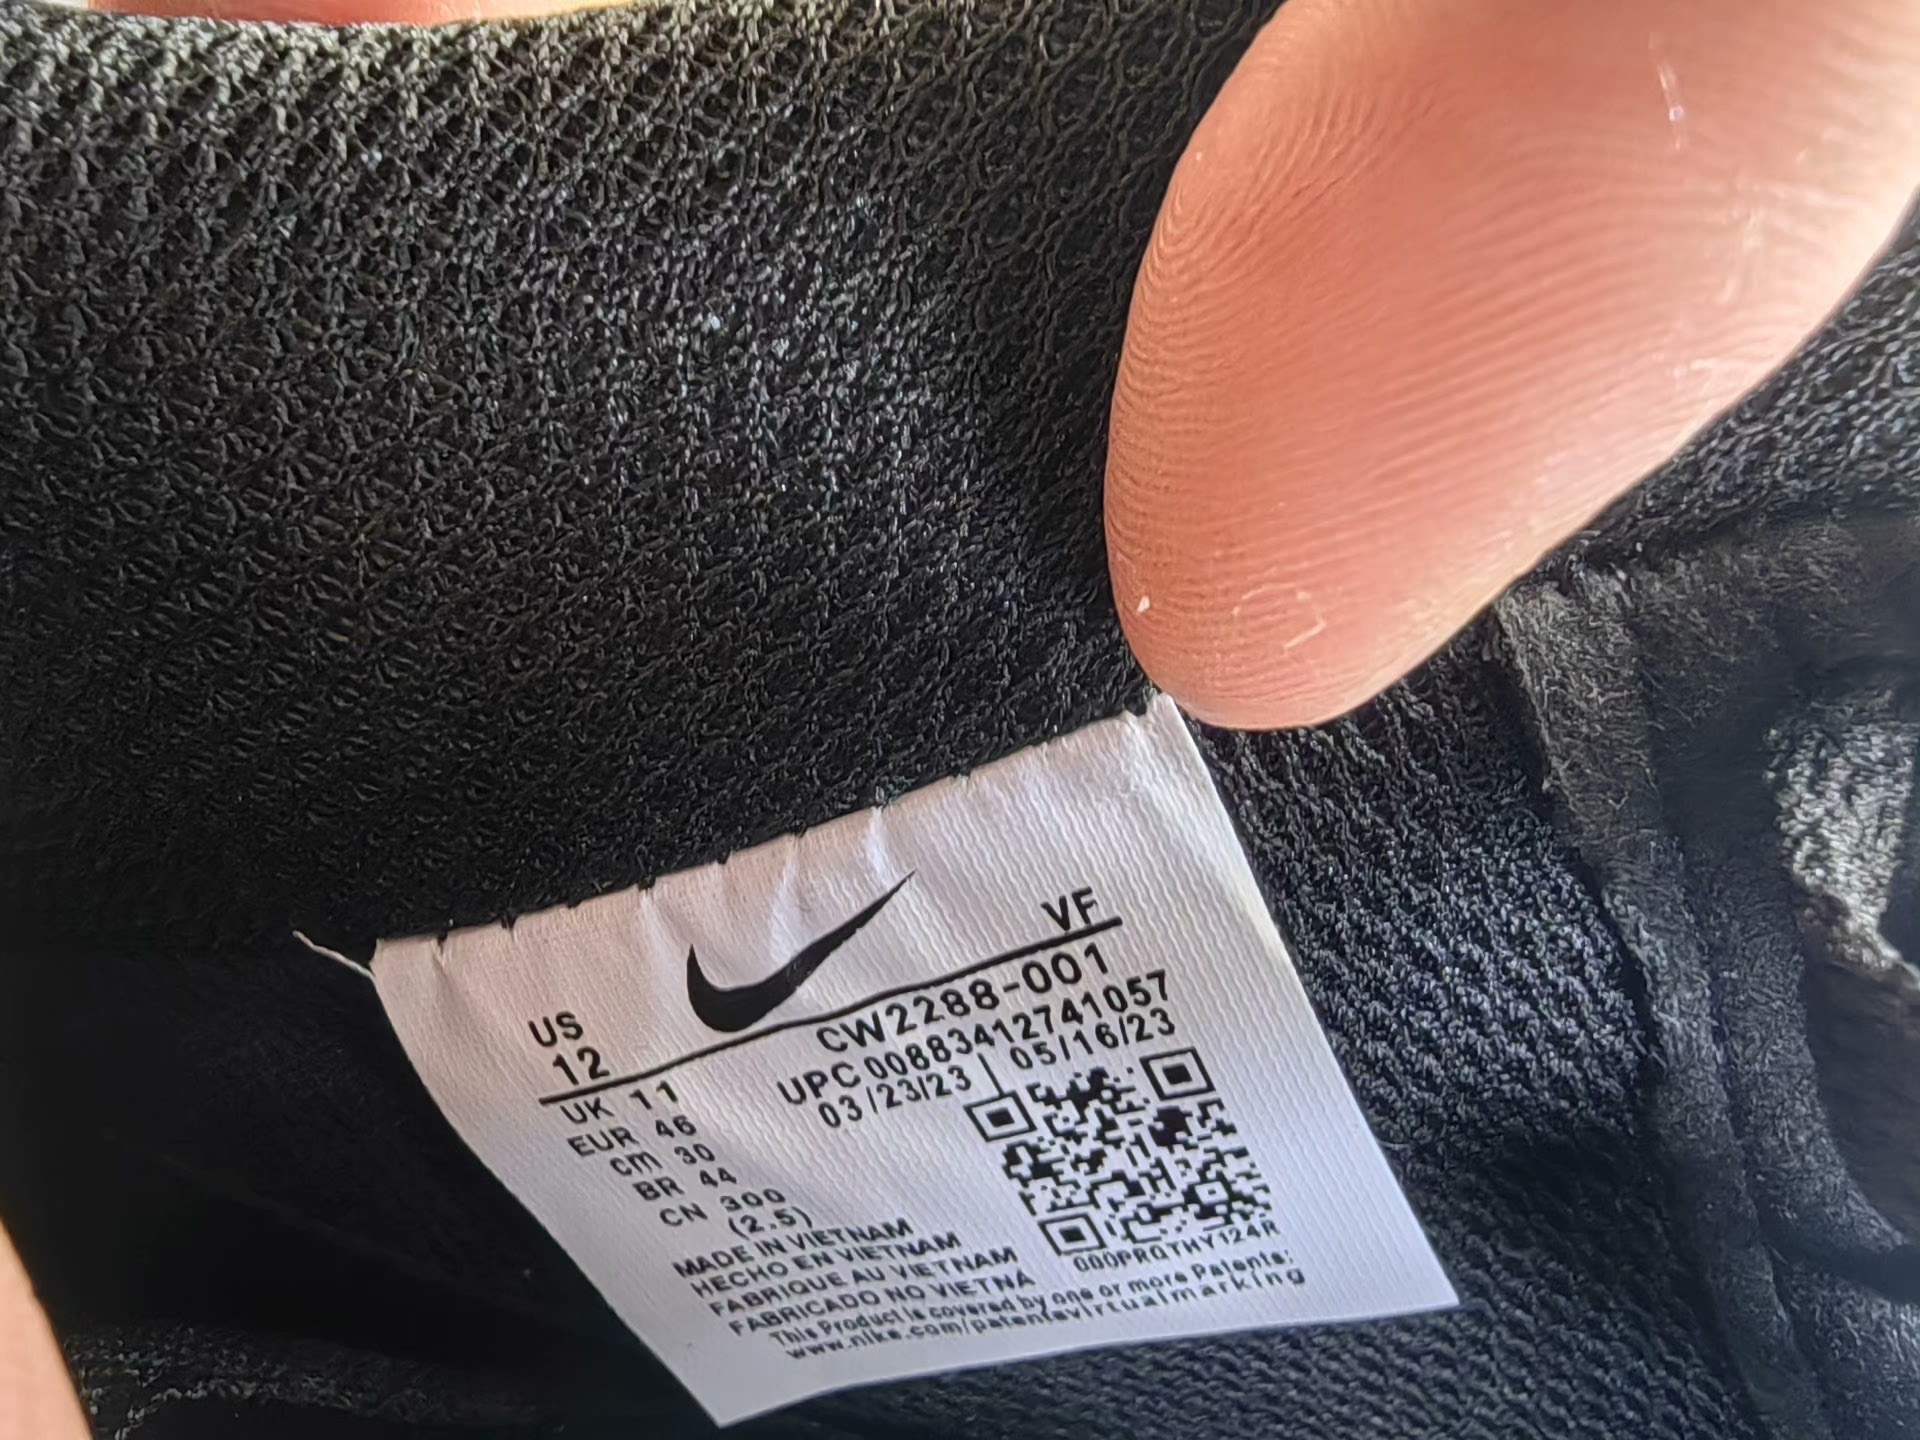 VF
US
12
CW2288-001
UPC 00883412741057
03/23/23 | 05/16/23
UK 11
EUR 46
cm 30
BR 44
CN 300
(2.5)
MADE IN VIETNAM
HECHO EN VIETNAM
FABRIQUE AU VIETNAM
FABRICADO NO VIETNÃ
000PRQTHY124R
This Product is covered by one or more Patents:
www.nike.com/patentsvirtualmarking